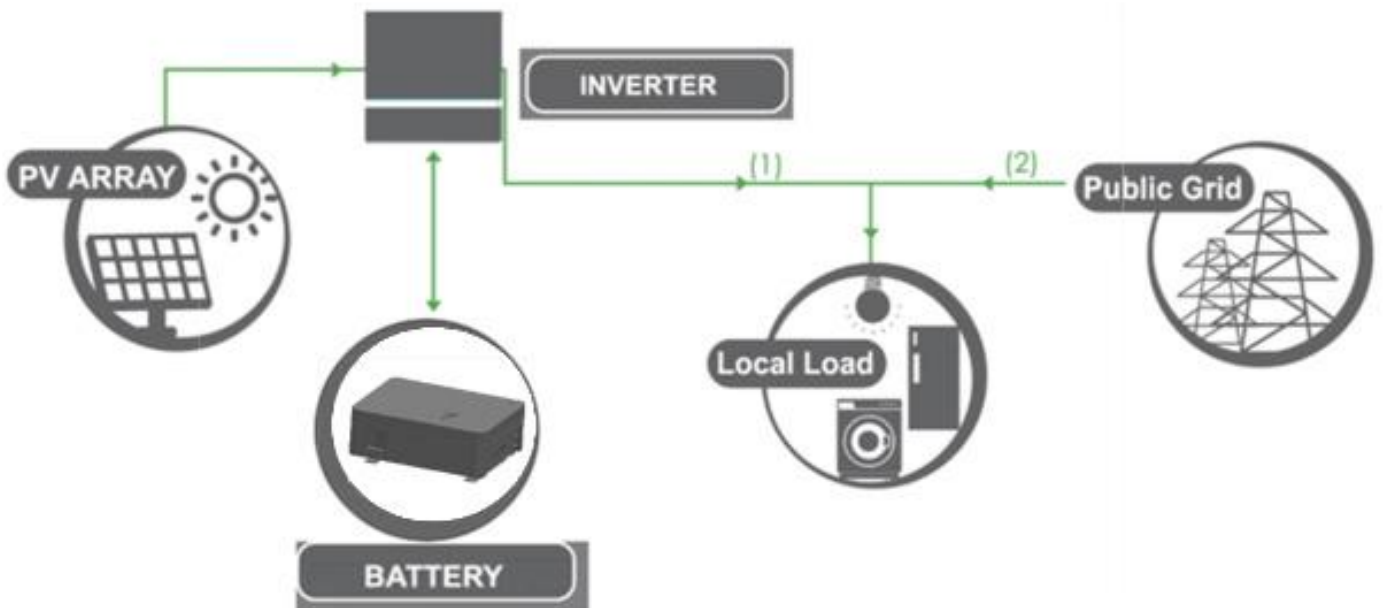 INVERTER
PV ARRAY
(1)
(2)
Public Grid
Local Load
BATTERY